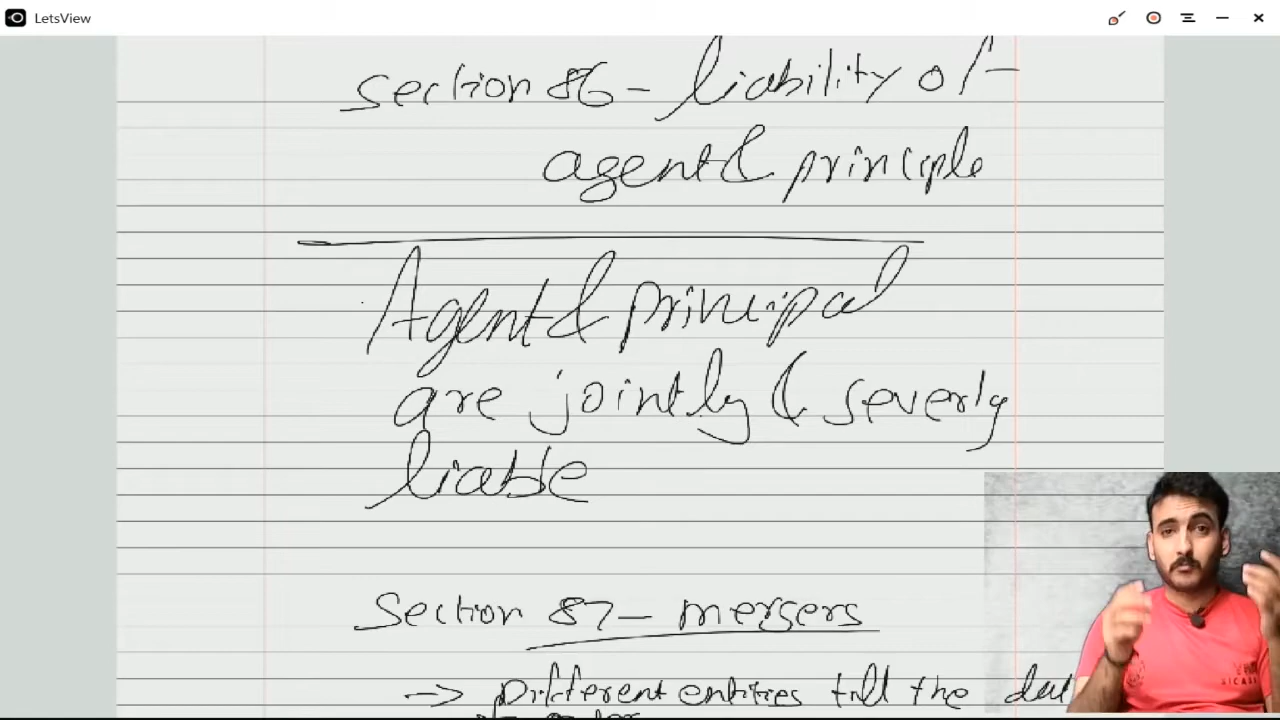 LetsView
section 86 - liability of
agent & principle
Agent & principal
are jointly & severly
liable
Section 87 - mergers
→ Different entities till the